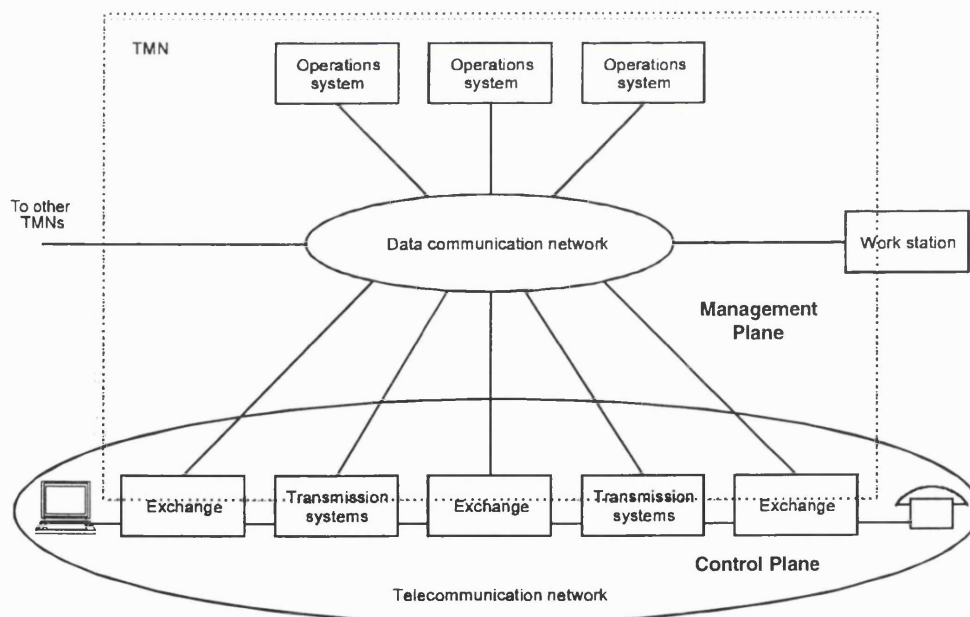 TMN
Operations
system
Operations
system
Operations
system
To other
TMNs
Data communication network
Work station
Management
Plane
Exchange
Transmission
systems
Exchange
Transmission
systems
Exchange
Control Plane
Telecommunication network